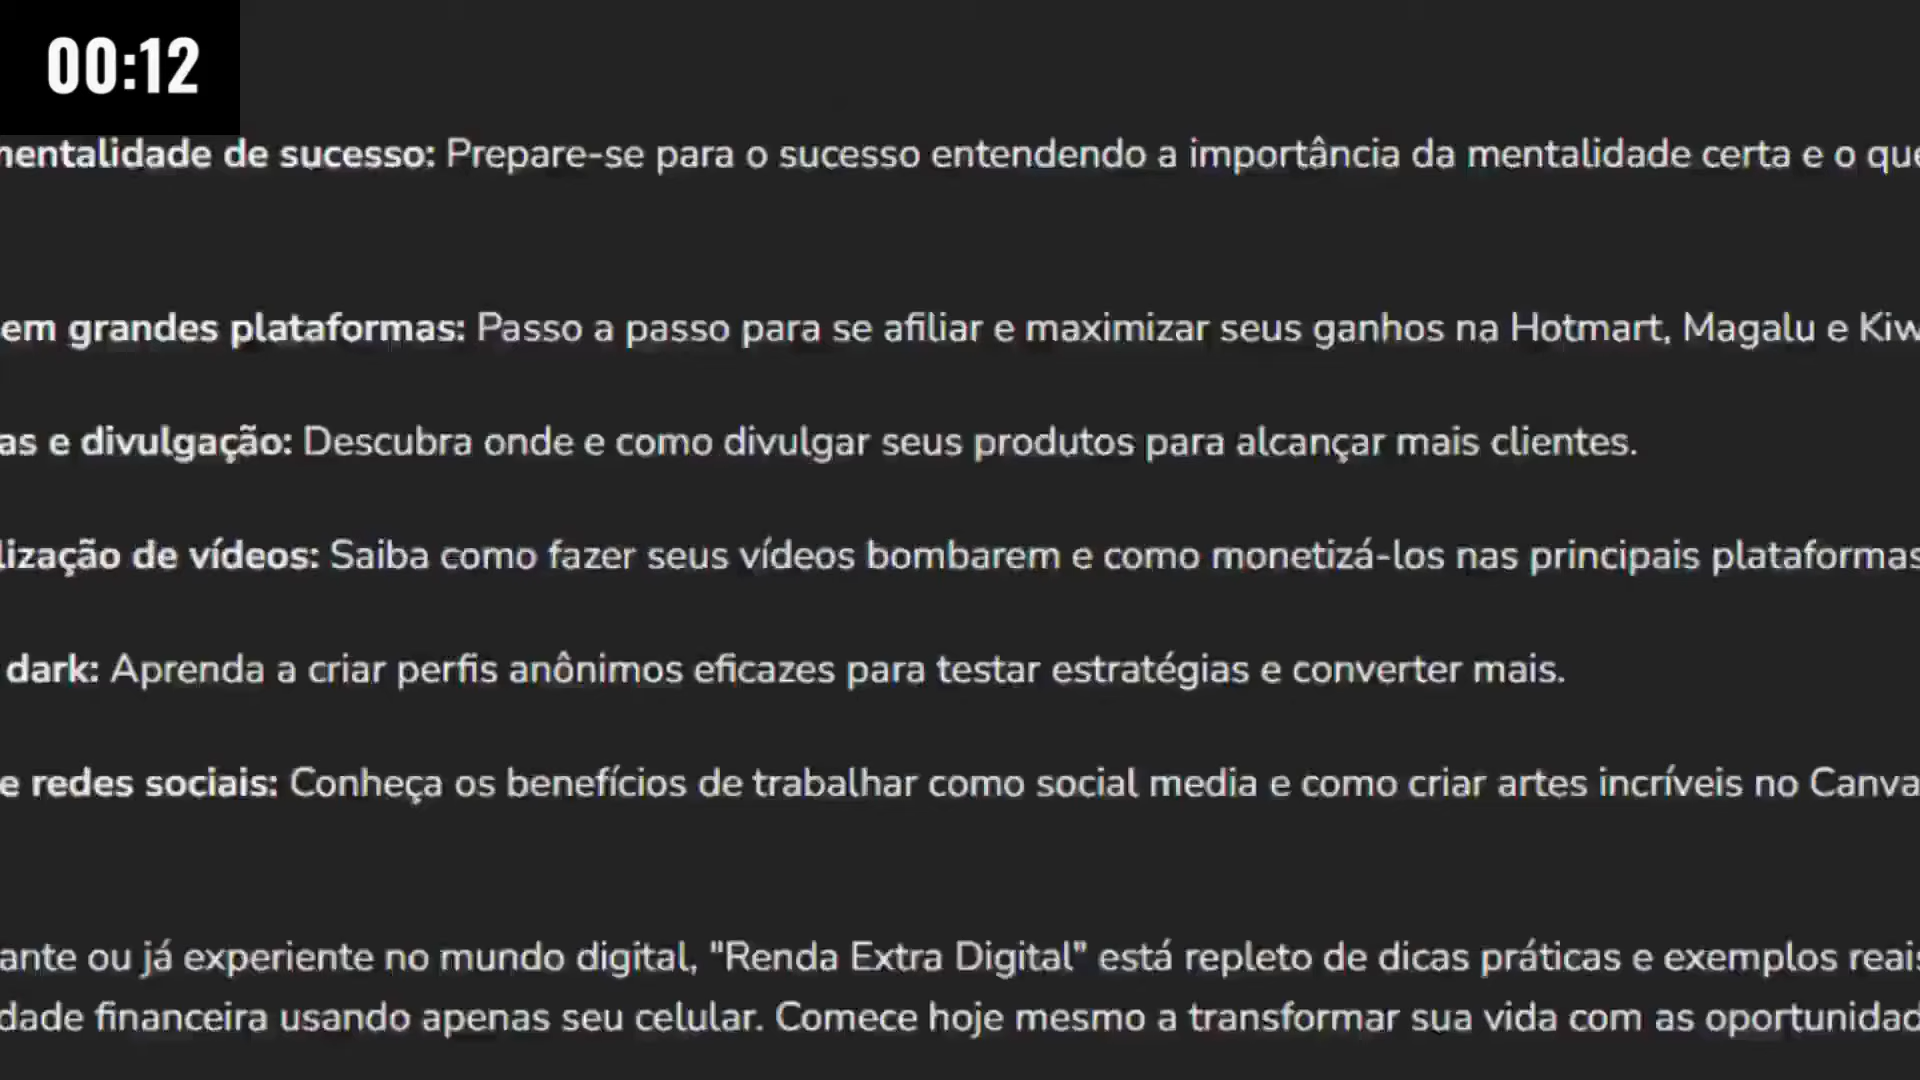 00:12
mentalidade de sucesso: Prepare-se para o sucesso entendendo a importância da mentalidade certa e o que
em grandes plataformas: Passo a passo para se afiliar e maximizar seus ganhos na Hotmart, Magalu e Kiw
as e divulgação: Descubra onde e como divulgar seus produtos para alcançar mais clientes.
lização de vídeos: Saiba como fazer seus vídeos bombarem e como monetizá-los nas principais plataformas
dark: Aprenda a criar perfis anônimos eficazes para testar estratégias e converter mais.
e redes sociais: Conheça os benefícios de trabalhar como social media e como criar artes incríveis no Canva
ante ou já experiente no mundo digital, "Renda Extra Digital" está repleto de dicas práticas e exemplos reais
dade financeira usando apenas seu celular. Comece hoje mesmo a transformar sua vida com as oportunidad